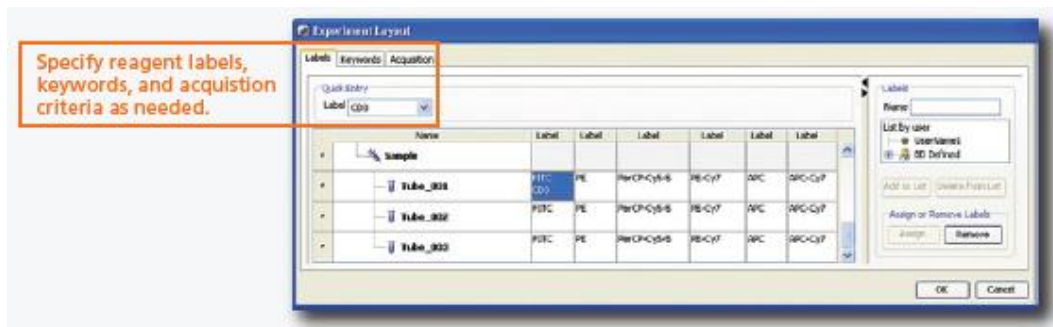 Experiment Layout
Specify reagent labels,
keywords, and acquistion
criteria as needed.
Labels Keywords Acquisition
Quick Entry
Label CD3
Name Label Label Label Label Label Label
Sample
Tube_001 FITC PE PerCP-Cy5-5 PE-Cy7 APC APC-Cy7
CD3
Tube_002 FITC PE PerCP-Cy5-5 PE-Cy7 APC APC-Cy7
Tube_003 FITC PE PerCP-Cy5-5 PE-Cy7 APC APC-Cy7
Labels
Name
List by user
UserName1
BD Defined
Add to List Delete From List
Assign or Remove Labels
Assign Remove
OK Cancel